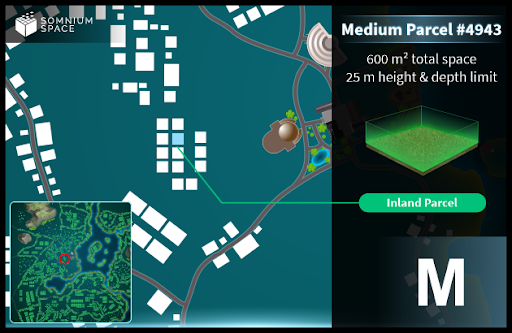 SOMNIUM
SPACE
Medium Parcel #4943
600 m² total space
25 m height & depth limit
Inland Parcel
M